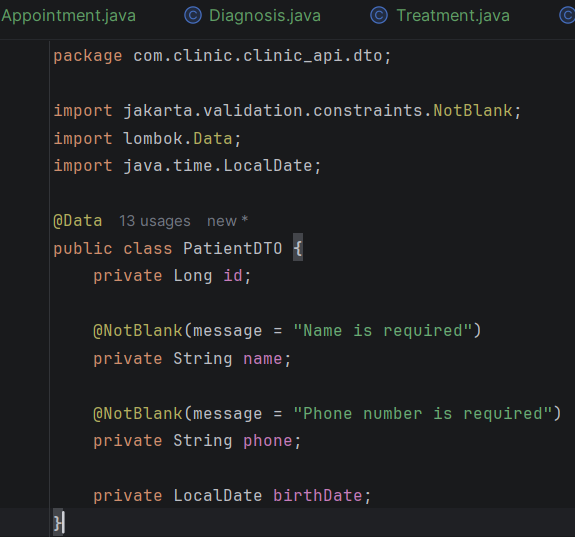 Appointment.java Diagnosis.java Treatment.java
package com.clinic.clinic_api.dto;
import jakarta.validation.constraints.NotBlank;
import lombok.Data;
import java.time.LocalDate;
@Data 13 usages new *
public class PatientDTO {
private Long id;
@NotBlank(message = "Name is required")
private String name;
@NotBlank(message = "Phone number is required")
private String phone;
private LocalDate birthDate;
}